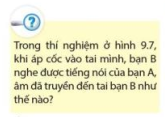 Trong thí nghiệm ở hình 9.7,
khi áp cốc vào tai mình, bạn B
nghe được tiếng nói của bạn A,
âm đã truyền đến tai bạn B như
thế nào?